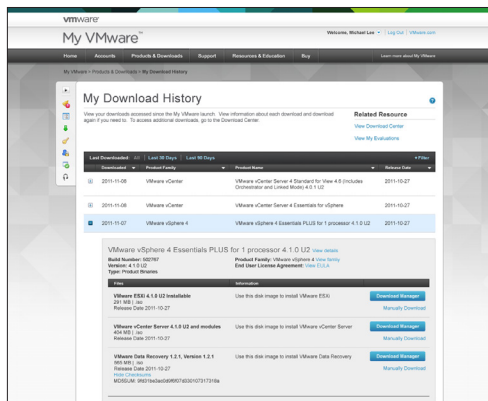 vmware
My VMware™
Welcome, Michael Lee | Log Out | VMware.com
Home Accounts Products & Downloads Support Resources & Education Buy Learn more about My VMware
My VMware > Products & Downloads > My Download History
My Download History
View your downloads accessed since the My VMware launch. View information about each download and download
again if you need to. To access additional downloads, go to the Download Center.
Related Resource
View Download Center
View My Evaluations
Last Downloaded: All | Last 30 Days | Last 90 Days +Filter
Downloaded Product Family Product Name Release Date
2011-11-08 VMware vCenter VMware vCenter Server 4 Standard for View 4.6 (includes
Orchestrator and Linked Mode) 4.0.1 U2 2011-10-27
2011-11-08 VMware vCenter VMware vCenter Server 4 Essentials for vSphere 2011-10-27
2011-11-07 VMware vSphere 4 VMware vSphere 4 Essentials PLUS for 1 processor 4.1.0 U2 2011-10-27
VMware vSphere 4 Essentials PLUS for 1 processor 4.1.0 U2 View details
Build Number: 502767 Product Family: VMware vSphere 4 View family
Version: 4.1.0 U2 End User License Agreement: View EULA
Type: Product Binaries
Files Information
VMware ESXi 4.1.0 U2 Installable Use this disk image to install VMware ESXi Download Manager
291 MB | .iso Manually Download
Release Date 2011-10-27
VMware vCenter Server 4.1.0 U2 and modules Use this disk image to install VMware vCenter Server Download Manager
404 MB | .iso Manually Download
Release Date 2011-10-27
VMware Data Recovery 1.2.1, Version 1.2.1 Use this disk image to install VMware Data Recovery Download Manager
565 MB | .iso Manually Download
Release Date 2011-10-27
Hide Checksums
MD5SUM: